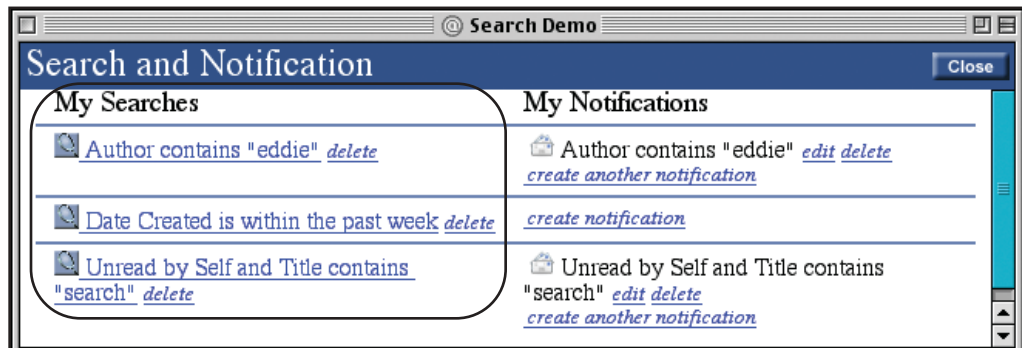 Search Demo
Search and Notification
Close
My Searches
My Notifications
Author contains "eddie" delete
Author contains "eddie" edit delete
create another notification
Date Created is within the past week delete
create notification
Unread by Self and Title contains
"search" delete
Unread by Self and Title contains
"search" edit delete
create another notification